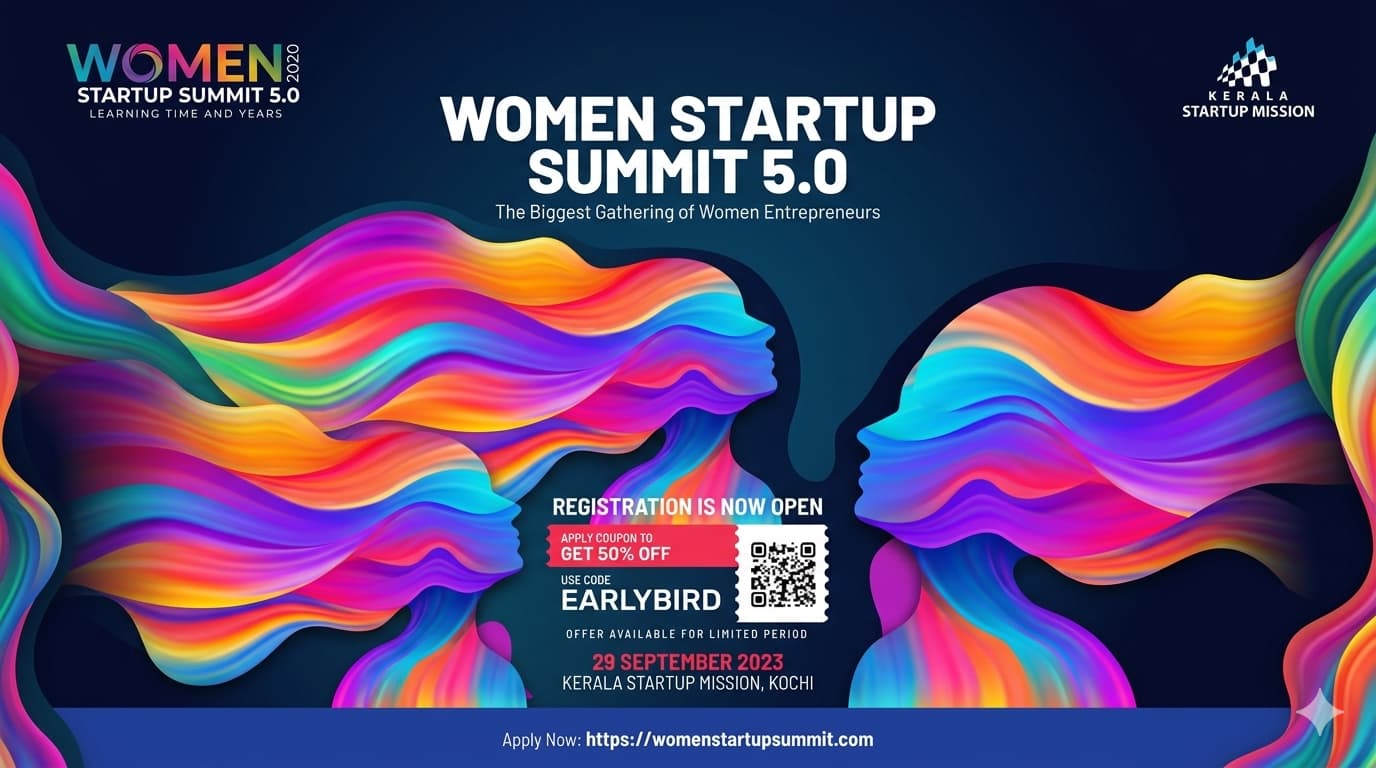 WOMEN 2020
STARTUP SUMMIT 5.0
LEARNING TIME AND YEARS
KERALA
STARTUP MISSION
WOMEN STARTUP
SUMMIT 5.0
The Biggest Gathering of Women Entrepreneurs
REGISTRATION IS NOW OPEN
APPLY COUPON TO
GET 50% OFF
USE CODE
EARLYBIRD
OFFER AVAILABLE FOR LIMITED PERIOD
29 SEPTEMBER 2023
KERALA STARTUP MISSION, KOCHI
Apply Now: https://womenstartupsummit.com